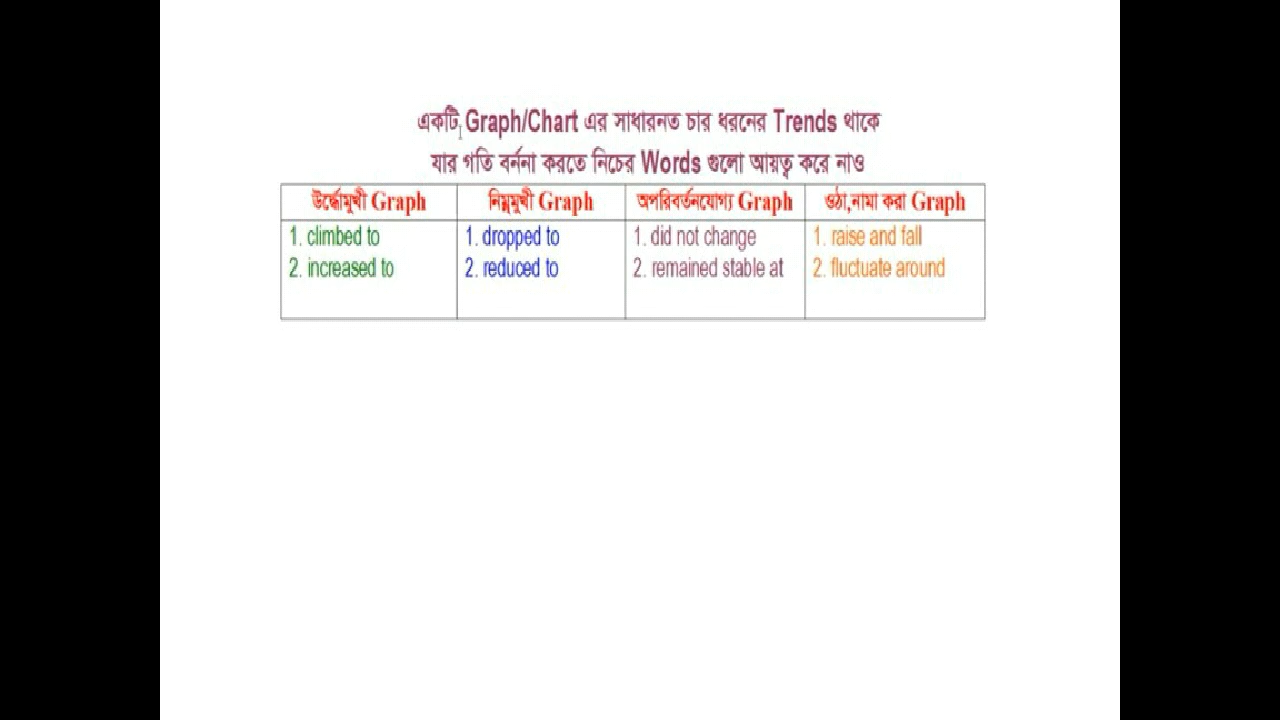 একটি Graph/Chart এর সাধারনত চার ধরনের Trends থাকে
যার গতি বর্ননা করতে নিচের Words গুলো আয়ত্ব করে নাও
উর্দ্ধোমুখী Graph নিম্নমুখী Graph অপরিবর্তনযোগ্য Graph ওঠা,নামা করা Graph
1. climbed to 1. dropped to 1. did not change 1. raise and fall
2. increased to 2. reduced to 2. remained stable at 2. fluctuate around